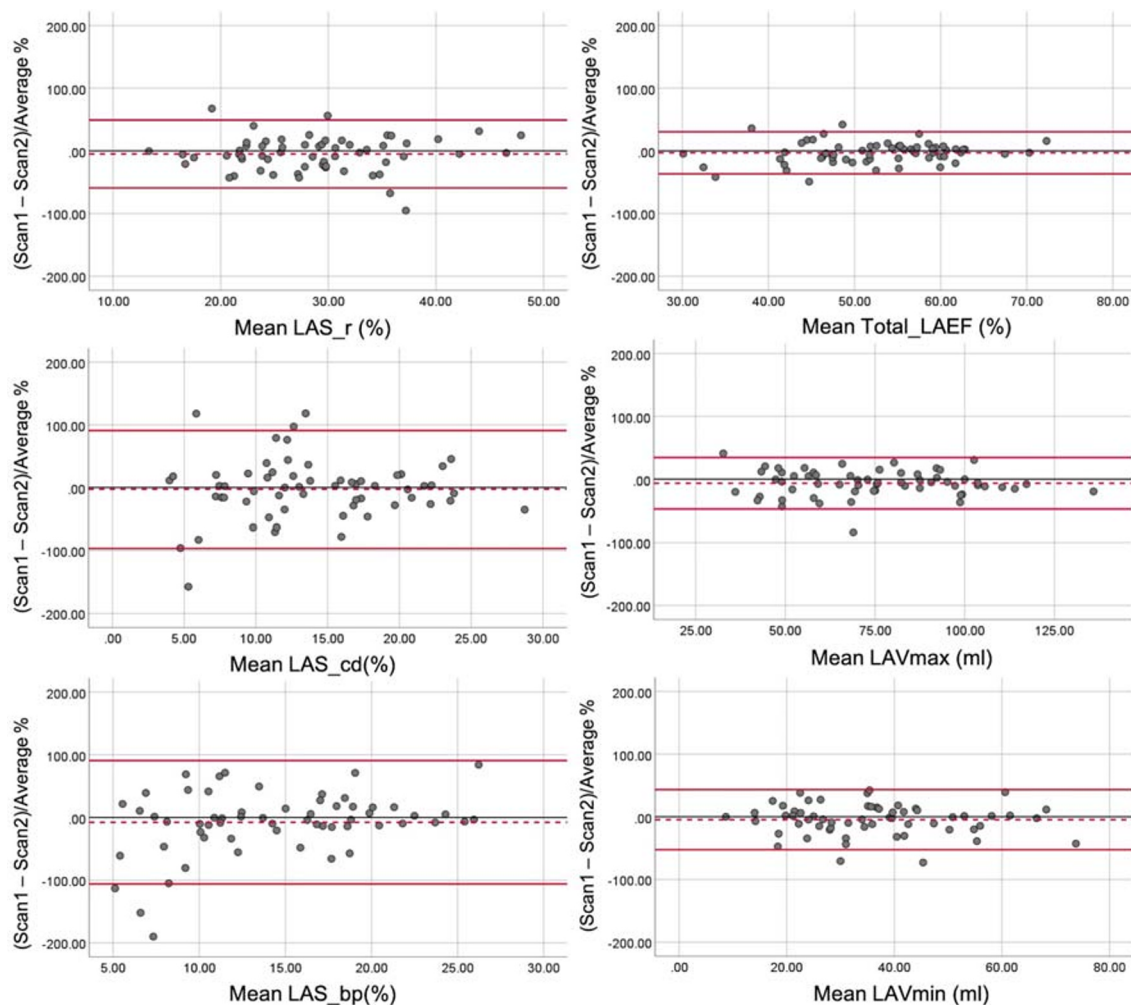 (Scan1 – Scan2)/Average %
200.00
100.00
.00
-100.00
-200.00
10.00 20.00 30.00 40.00 50.00
Mean LAS_r (%)
(Scan1 – Scan2)/Average %
200.00
100.00
.00
-100.00
-200.00
30.00 40.00 50.00 60.00 70.00 80.00
Mean Total_LAEF (%)
(Scan1 – Scan2)/Average %
200.00
100.00
.00
-100.00
-200.00
.00 5.00 10.00 15.00 20.00 25.00 30.00
Mean LAS_cd(%)
(Scan1 – Scan2)/Average %
200.00
100.00
.00
-100.00
-200.00
25.00 50.00 75.00 100.00 125.00
Mean LAVmax (ml)
(Scan1 – Scan2)/Average %
200.00
100.00
.00
-100.00
-200.00
5.00 10.00 15.00 20.00 25.00 30.00
Mean LAS_bp(%)
(Scan1 – Scan2)/Average %
200.00
100.00
.00
-100.00
-200.00
.00 20.00 40.00 60.00 80.00
Mean LAVmin (ml)